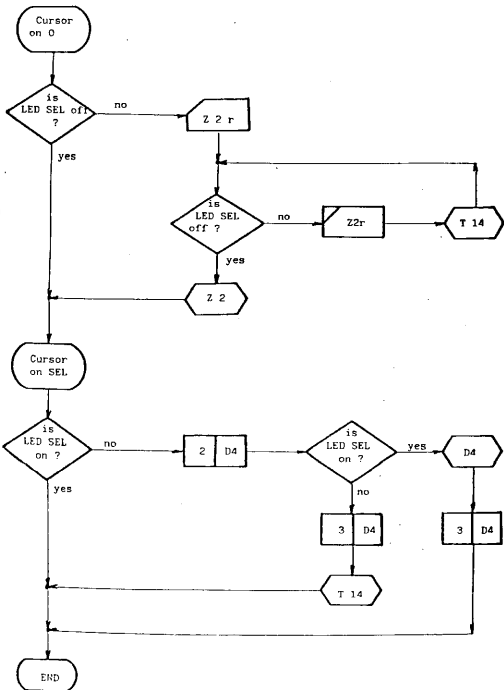 Cursor
on 0
is
LED SEL off
?
no
yes
Z 2 r
is
LED SEL
off ?
no
yes
Z2r
T 14
Z 2
Cursor
on SEL
is
LED SEL
on ?
no
yes
2 D4
is
LED SEL
on ?
yes
no
D4
3 D4
3 D4
T 14
END